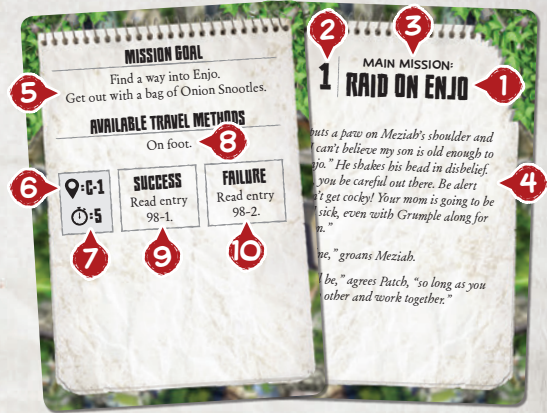 MISSION GOAL
Find a way into Enjo.
Get out with a bag of Onion Snootles.
5
AVAILABLE TRAVEL METHODS
On foot.
8
6
:C-1
:5
7
SUCCESS
Read entry
98-1.
9
FAILURE
Read entry
98-2.
10
2
3
1
MAIN MISSION:
RAID ON ENJO
1
puts a paw on Meziah's shoulder and
can't believe my son is old enough to
jo." He shakes his head in disbelief.
you be careful out there. Be alert
n't get cocky! Your mom is going to be
sick, even with Grumple along for
n."
4
ne," groans Meziah.
l be," agrees Patch, "so long as you
other and work together."